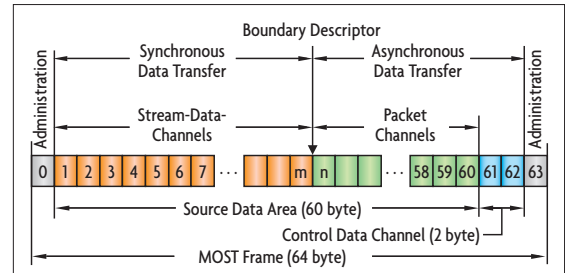 Boundary Descriptor
Administration
Synchronous
Data Transfer
Asynchronous
Data Transfer
Administration
Stream-Data-
Channels
Packet
Channels
0 1 2 3 4 5 6 7 ··· m n ··· 58 59 60 61 62 63
Source Data Area (60 byte)
Control Data Channel (2 byte)
MOST Frame (64 byte)